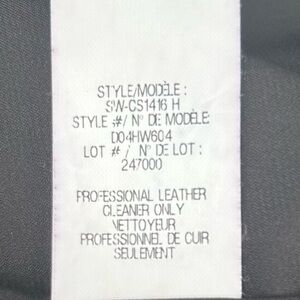 STYLE/MODÈLE :
SW-CS1416 H
STYLE #/ N° DE MODÈLE
D04HW604
LOT # / N° DE LOT :
247000
PROFESSIONAL LEATHER
CLEANER ONLY
NETTOYEUR
PROFESSIONNEL DE CUIR
SEULEMENT